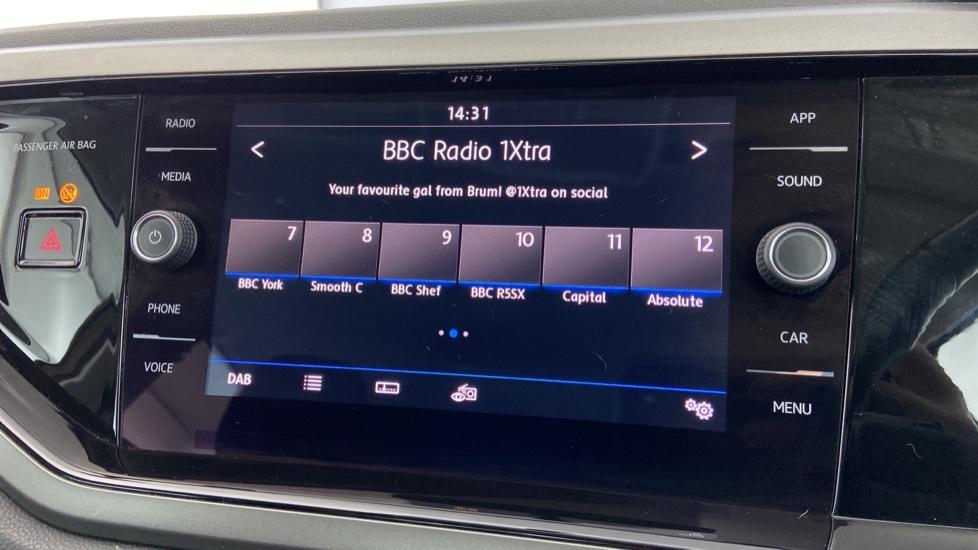 14:31
RADIO
MEDIA
PHONE
VOICE
PASSENGER AIR BAG
ON
14:31
BBC Radio 1Xtra
Your favourite gal from Brum! @1Xtra on social
7 8 9 10 11 12
BBC York Smooth C BBC Shef BBC R5SX Capital Absolute
DAB
APP
SOUND
CAR
MENU